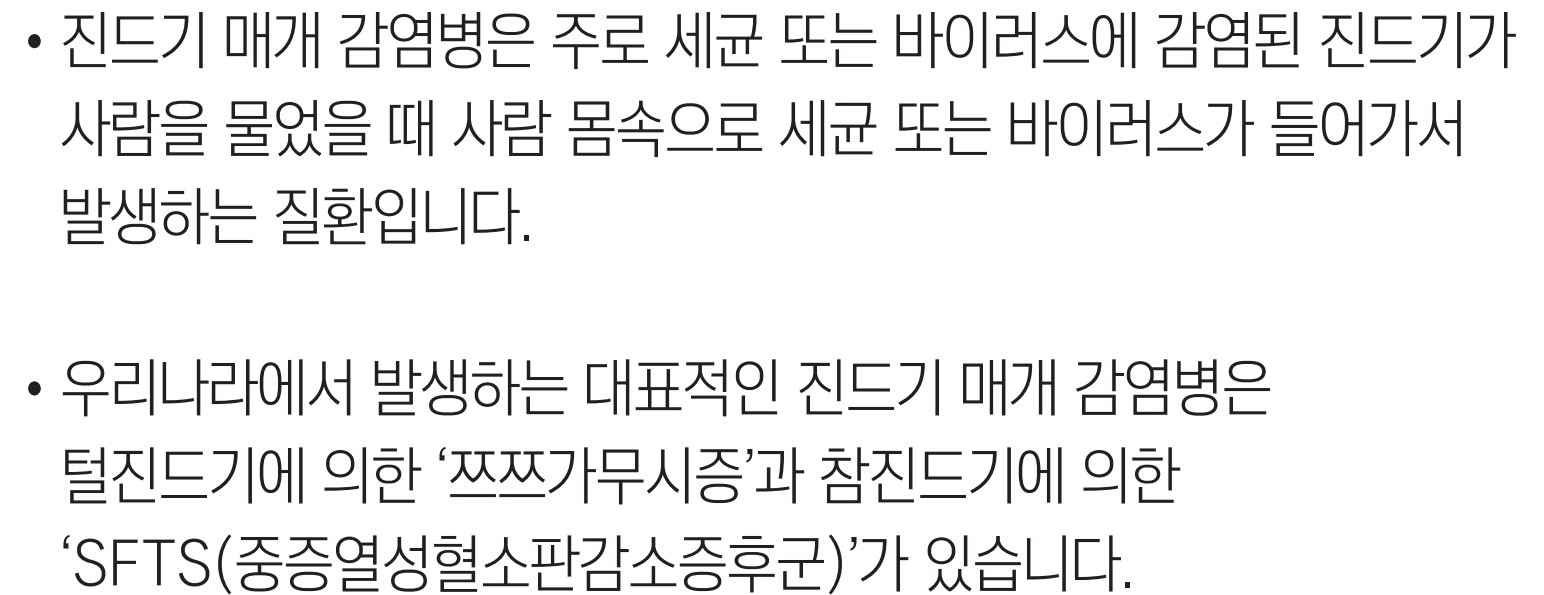 • 진드기 매개 감염병은 주로 세균 또는 바이러스에 감염된 진드기가
사람을 물었을 때 사람 몸속으로 세균 또는 바이러스가 들어가서
발생하는 질환입니다.
• 우리나라에서 발생하는 대표적인 진드기 매개 감염병은
털진드기에 의한 ‘쯔쯔가무시증’과 참진드기에 의한
‘SFTS(중증열성혈소판감소증후군)’가 있습니다.